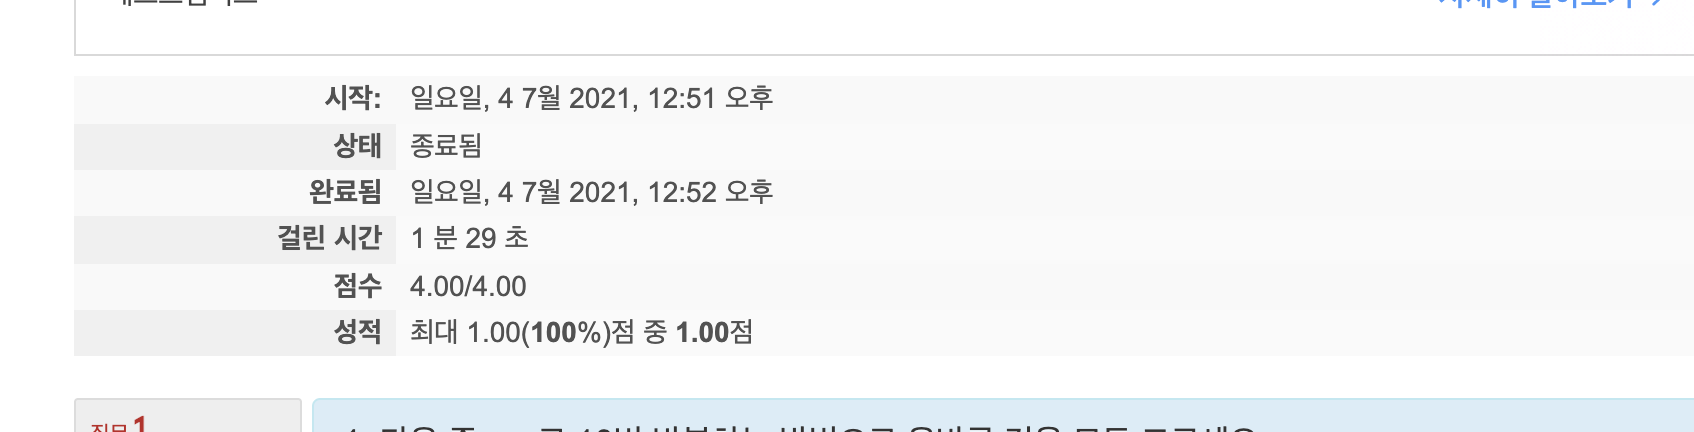 시작: 일요일, 4 7월 2021, 12:51 오후
상태 종료됨
완료됨 일요일, 4 7월 2021, 12:52 오후
걸린 시간 1 분 29 초
점수 4.00/4.00
성적 최대 1.00(100%)점 중 1.00점
1